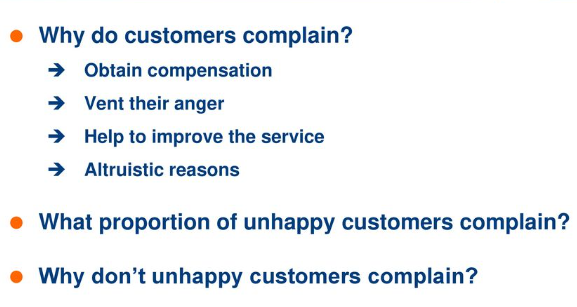 Why do customers complain?
Obtain compensation
Vent their anger
Help to improve the service
Altruistic reasons
What proportion of unhappy customers complain?
Why don't unhappy customers complain?